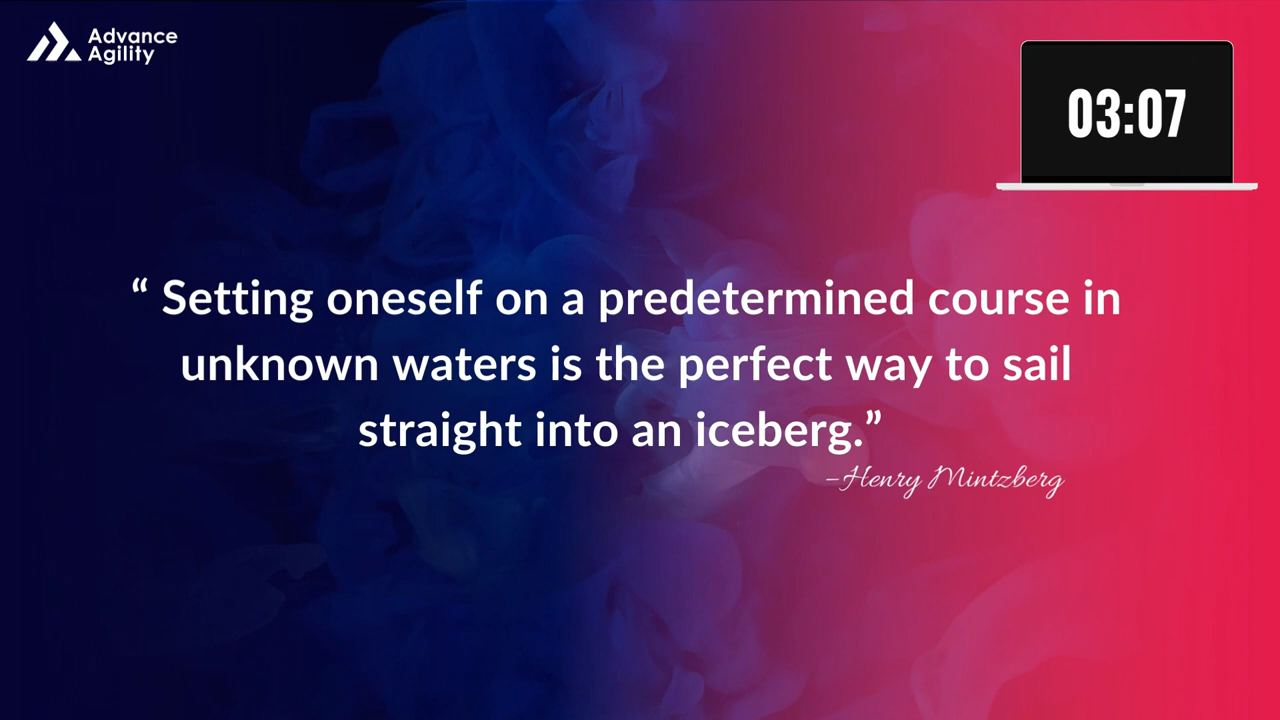 Advance
Agility
03:07
“ Setting oneself on a predetermined course in
unknown waters is the perfect way to sail
straight into an iceberg.”
–Henry Mintzberg